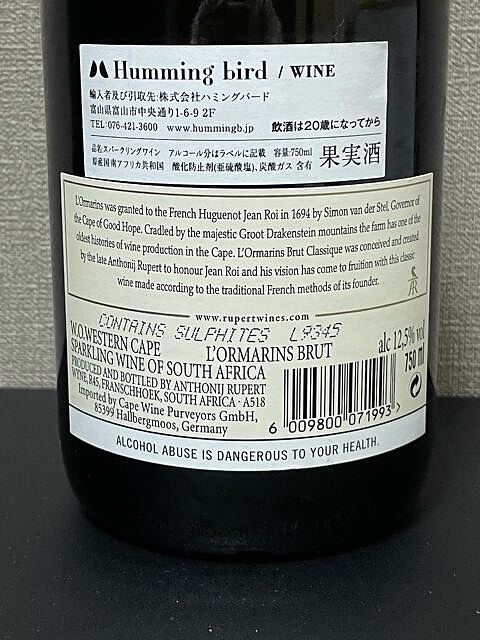 Humming bird / WINE
輸入者及び引取先:株式会社ハミングバード
富山県富山市中央通り1-6-9 2F
TEL:076-421-3600 www.hummingb.jp 飲酒は20歳になってから
品名:スパークリングワイン アルコール分はラベルに記載 容量:750ml
原産国南アフリカ共和国 酸化防止剤(亜硫酸塩),炭酸ガス 含有
果実酒
L'Ormarins was granted to the French Huguenot Jean Roi in 1694 by Simon van der Stel, Governor of
the Cape of Good Hope. Cradled by the majestic Groot Drakenstein mountains the farm has one of the
oldest histories of wine production in the Cape. L'Ormarins Brut Classique was conceived and created
by the late Anthonij Rupert to honour Jean Roi and his vision has come to fruition with this classic
wine made according to the traditional French methods of its founder.
www.rupertwines.com
CONTAINS SULPHITES L9345
W.O.WESTERN CAPE L'ORMARINS BRUT
SPARKLING WINE OF SOUTH AFRICA
PRODUCED AND BOTTLED BY ANTHONIJ RUPERT
WINE, R45, FRANSCHHOEK, SOUTH AFRICA · A518
Imported by Cape Wine Purveyors GmbH,
85399 Hallbergmoos, Germany
alc 12,5% vol
750 ml
6 009800 071993 >
ALCOHOL ABUSE IS DANGEROUS TO YOUR HEALTH.